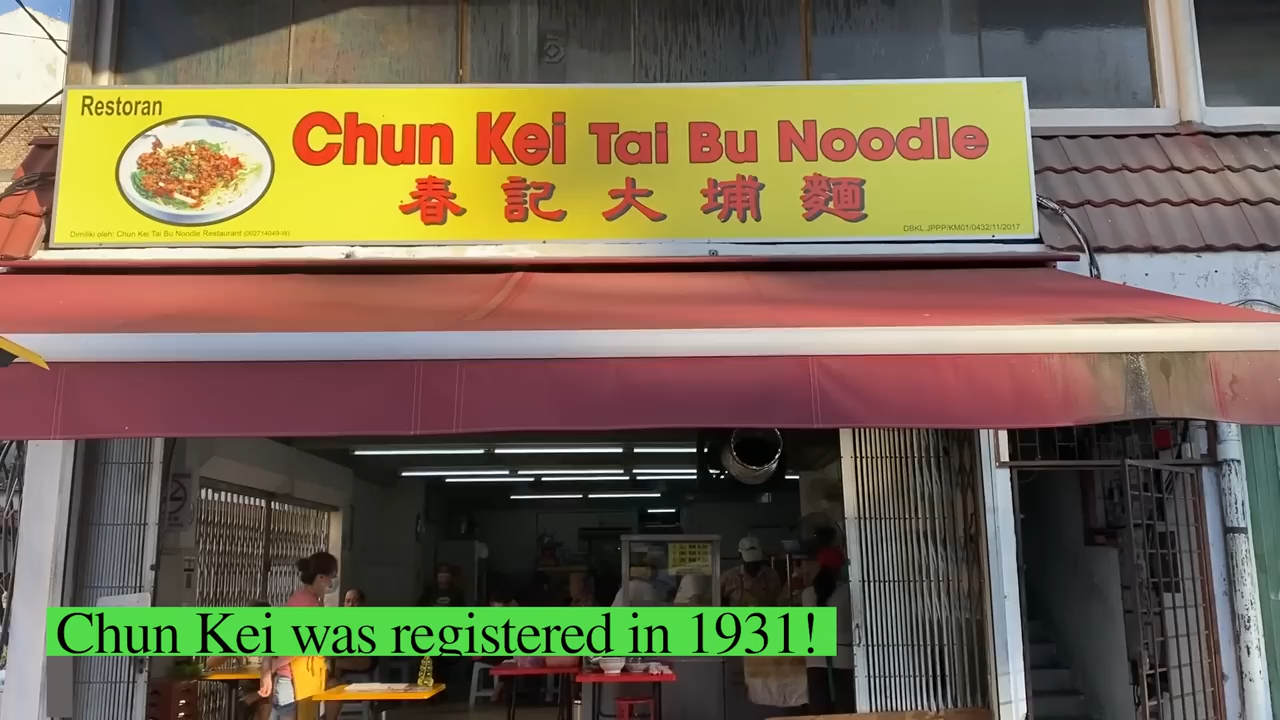 Restoran
Chun Kei Tai Bu Noodle
春記大埔麵
Dimiliki oleh: Chun Kei Tai Bu Noodle Restaurant (002714049-W)
DBKL.JPPP/KM01/0432/11/2017
Chun Kei was registered in 1931!